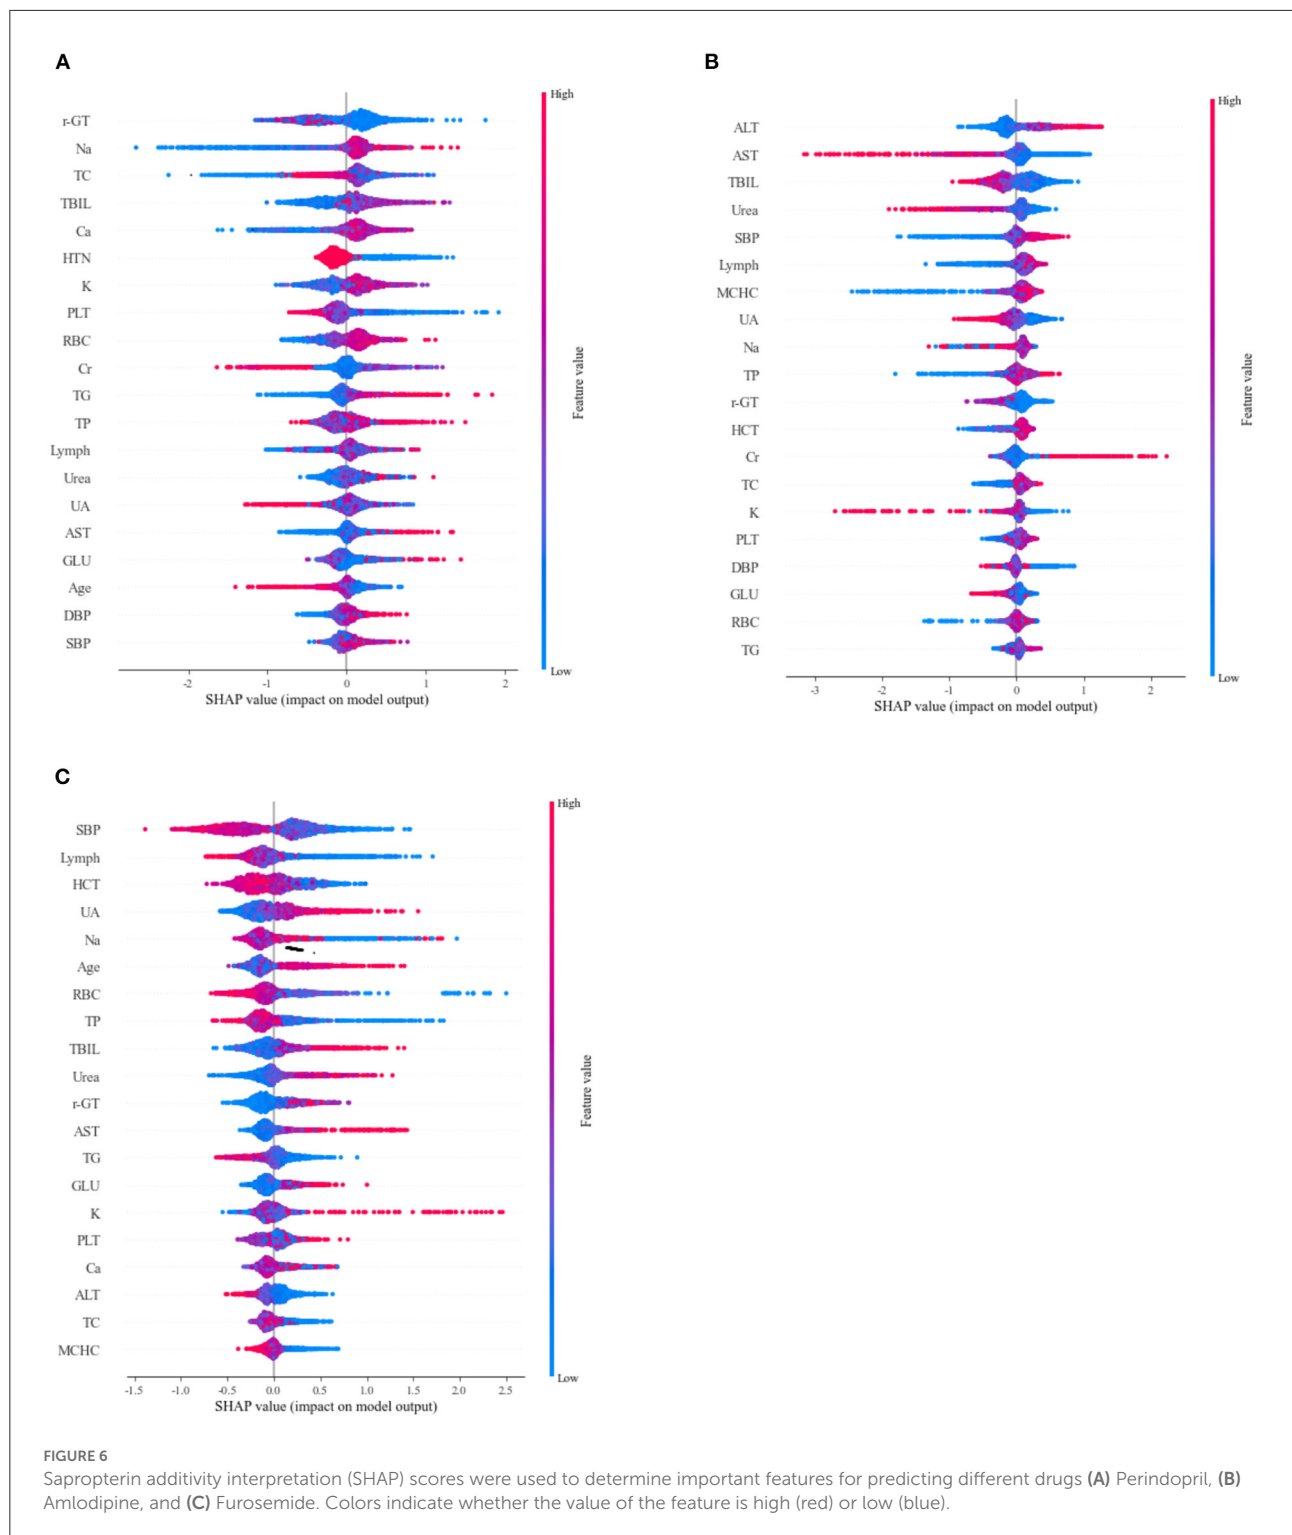 A
High
r-GT
Na
TC
TBIL
Ca
HTN
K
PLT
RBC
Cr
TG
TP
Lymph
Urea
UA
AST
GLU
Age
DBP
SBP
Feature value
Low
-2 -1 0 1 2
SHAP value (impact on model output)
B
High
ALT
AST
TBIL
Urea
SBP
Lymph
MCHC
UA
Na
TP
r-GT
HCT
Cr
TC
K
PLT
DBP
GLU
RBC
TG
Feature value
Low
-3 -2 -1 0 1 2
SHAP value (impact on model output)
C
High
SBP
Lymph
HCT
UA
Na
Age
RBC
TP
TBIL
Urea
r-GT
AST
TG
GLU
K
PLT
Ca
ALT
TC
MCHC
Feature value
Low
-1.5 -1.0 -0.5 0.0 0.5 1.0 1.5 2.0 2.5
SHAP value (impact on model output)
FIGURE 6
Sapropterin additivity interpretation (SHAP) scores were used to determine important features for predicting different drugs (A) Perindopril, (B)
Amlodipine, and (C) Furosemide. Colors indicate whether the value of the feature is high (red) or low (blue).